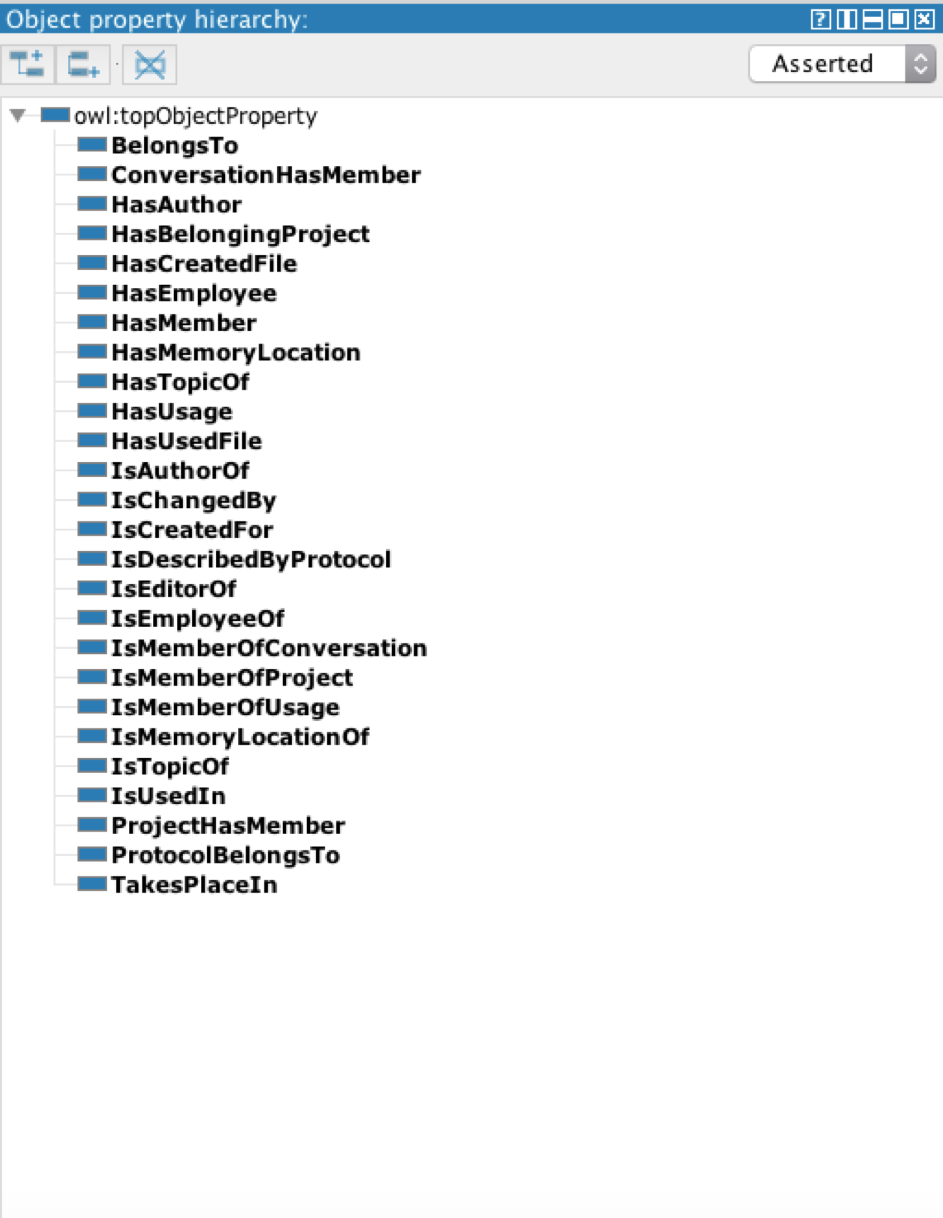 Object property hierarchy:
Asserted
owl:topObjectProperty
BelongsTo
ConversationHasMember
HasAuthor
HasBelongingProject
HasCreatedFile
HasEmployee
HasMember
HasMemoryLocation
HasTopicOf
HasUsage
HasUsedFile
IsAuthorOf
IsChangedBy
IsCreatedFor
IsDescribedByProtocol
IsEditorOf
IsEmployeeOf
IsMemberOfConversation
IsMemberOfProject
IsMemberOfUsage
IsMemoryLocationOf
IsTopicOf
IsUsedIn
ProjectHasMember
ProtocolBelongsTo
TakesPlaceIn